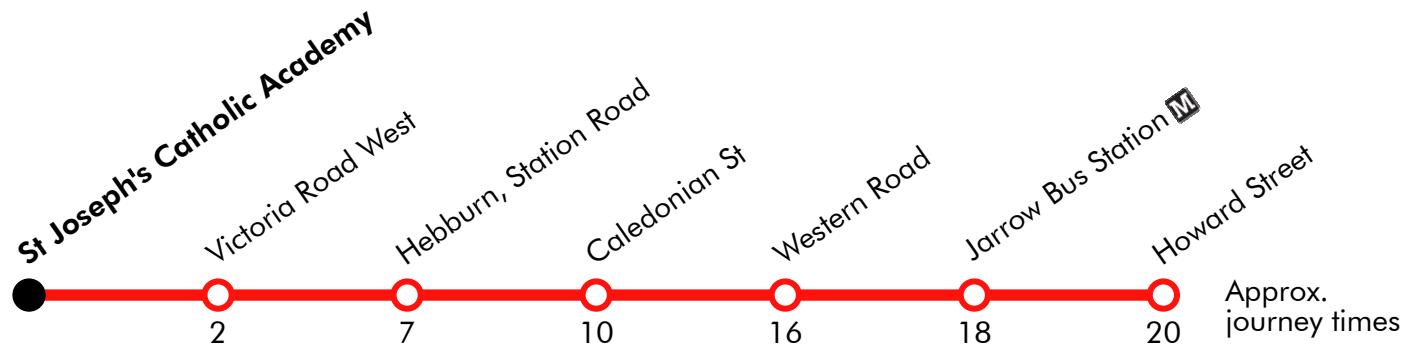 St Joseph's Catholic Academy
Victoria Road West
Hebburn, Station Road
Caledonian St
Western Road
Jarrow Bus Station M
Howard Street
2
7
10
16
18
20
Approx.
journey times